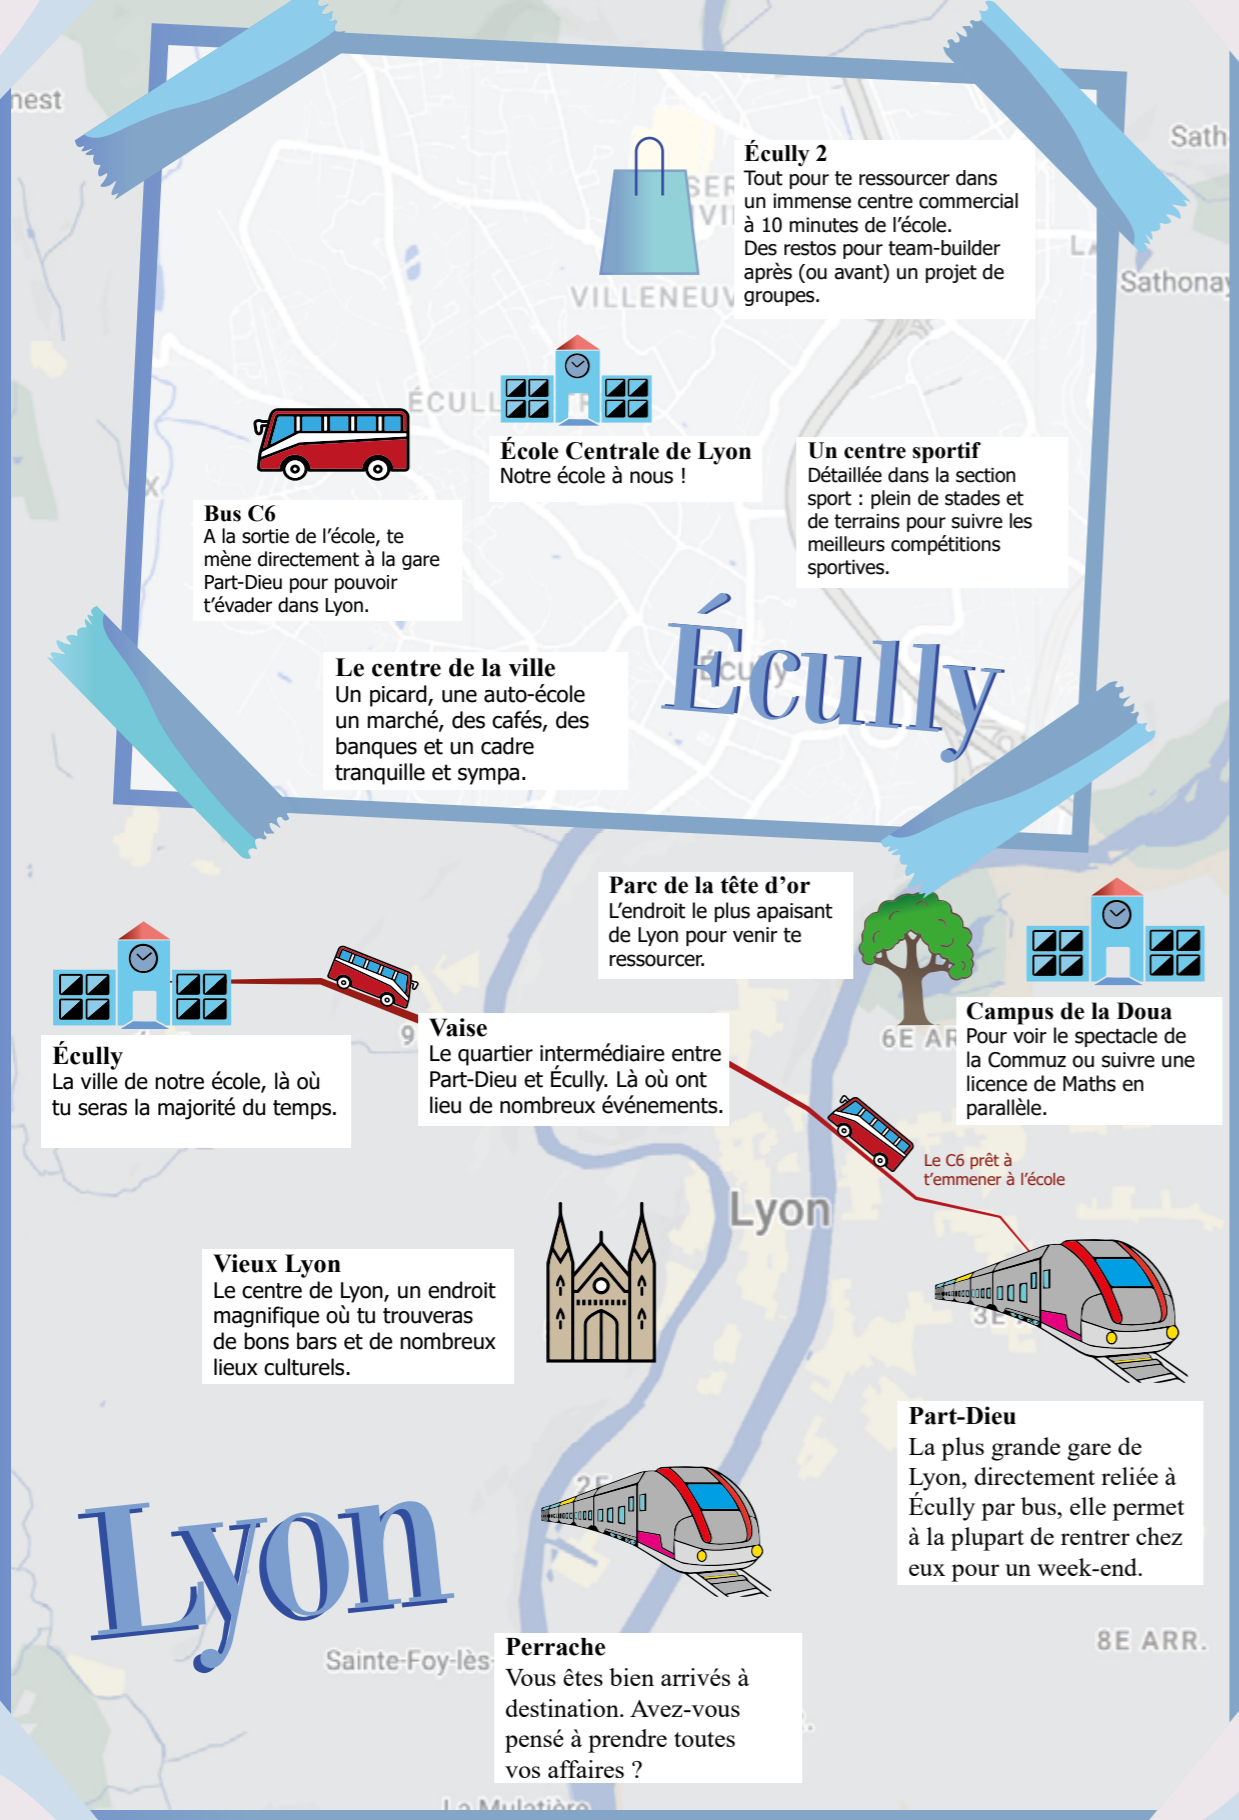 Écully 2
Tout pour te ressourcer dans
un immense centre commercial
à 10 minutes de l'école.
Des restos pour team-builder
après (ou avant) un projet de
groupes.
Sathonay
École Centrale de Lyon
Notre école à nous !
Un centre sportif
Détaillée dans la section
sport : plein de stades et
de terrains pour suivre les
meilleurs compétitions
sportives.
Bus C6
A la sortie de l'école, te
mène directement à la gare
Part-Dieu pour pouvoir
t'évader dans Lyon.
Écully
Le centre de la ville
Un picard, une auto-école
un marché, des cafés, des
banques et un cadre
tranquille et sympa.
Parc de la tête d'or
L'endroit le plus apaisant
de Lyon pour venir te
ressourcer.
Campus de la Doua
Pour voir le spectacle de
la Commuz ou suivre une
licence de Maths en
parallèle.
6E AR
Vaise
Le quartier intermédiaire entre
Part-Dieu et Écully. Là où ont
lieu de nombreux événements.
9
Écully
La ville de notre école, là où
tu seras la majorité du temps.
Le C6 prêt à
t'emmener à l'école
Lyon
Vieux Lyon
Le centre de Lyon, un endroit
magnifique où tu trouveras
de bons bars et de nombreux
lieux culturels.
3E
Part-Dieu
La plus grande gare de
Lyon, directement reliée à
Écully par bus, elle permet
à la plupart de rentrer chez
eux pour un week-end.
2E
Lyon
Perrache
Vous êtes bien arrivés à
destination. Avez-vous
pensé à prendre toutes
vos affaires ?
Sainte-Foy-lès-
8E ARR.
La Mulatière